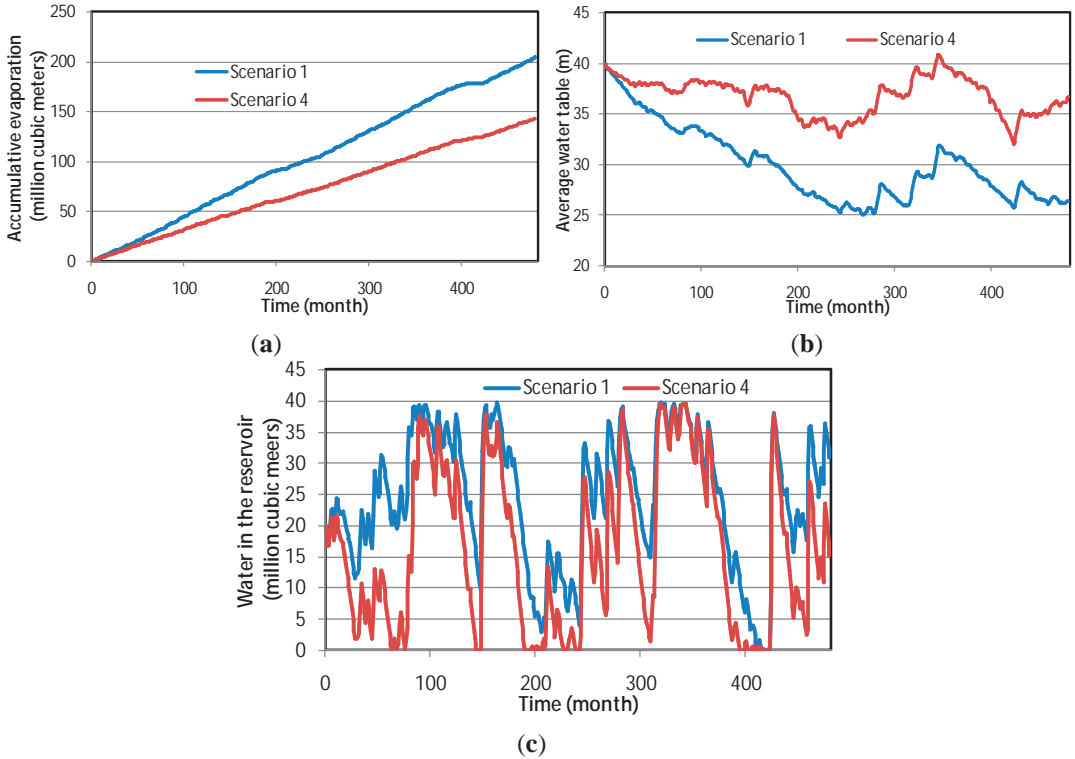 Accumulative evaporation
(million cubic meters)
250
200
150
100
50
0
Scenario 1
Scenario 4
0 100 200 300 400
Time (month)
(a)
Average water table (m)
45
40
35
30
25
20
Scenario 1 Scenario 4
0 100 200 300 400
Time (month)
(b)
Water in the reservoir
(million cubic meers)
45
40
35
30
25
20
15
10
5
0
Scenario 1 Scenario 4
0 100 200 300 400
Time (month)
(c)